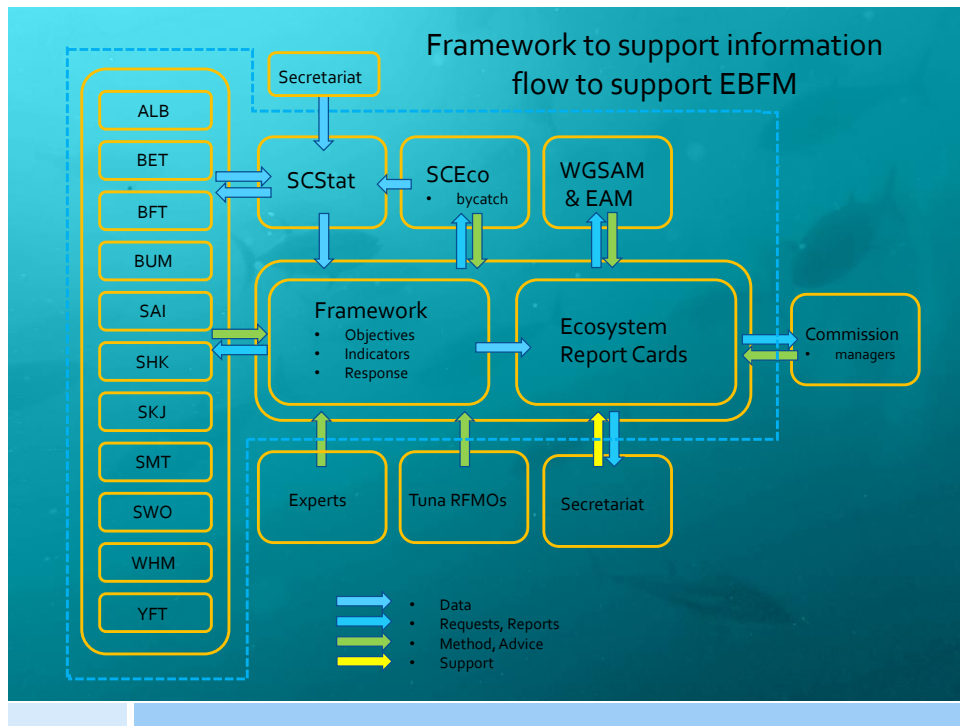 Framework to support information
flow to support EBFM
Secretariat
ALB
BET
BFT
BUM
SAI
SHK
SKJ
SMT
SWO
WHM
YFT
SCStat
SCEco
• bycatch
WGSAM
& EAM
Framework
• Objectives
• Indicators
• Response
Ecosystem
Report Cards
Commission
• managers
Experts
Tuna RFMOs
Secretariat
• Data
• Requests, Reports
• Method, Advice
• Support